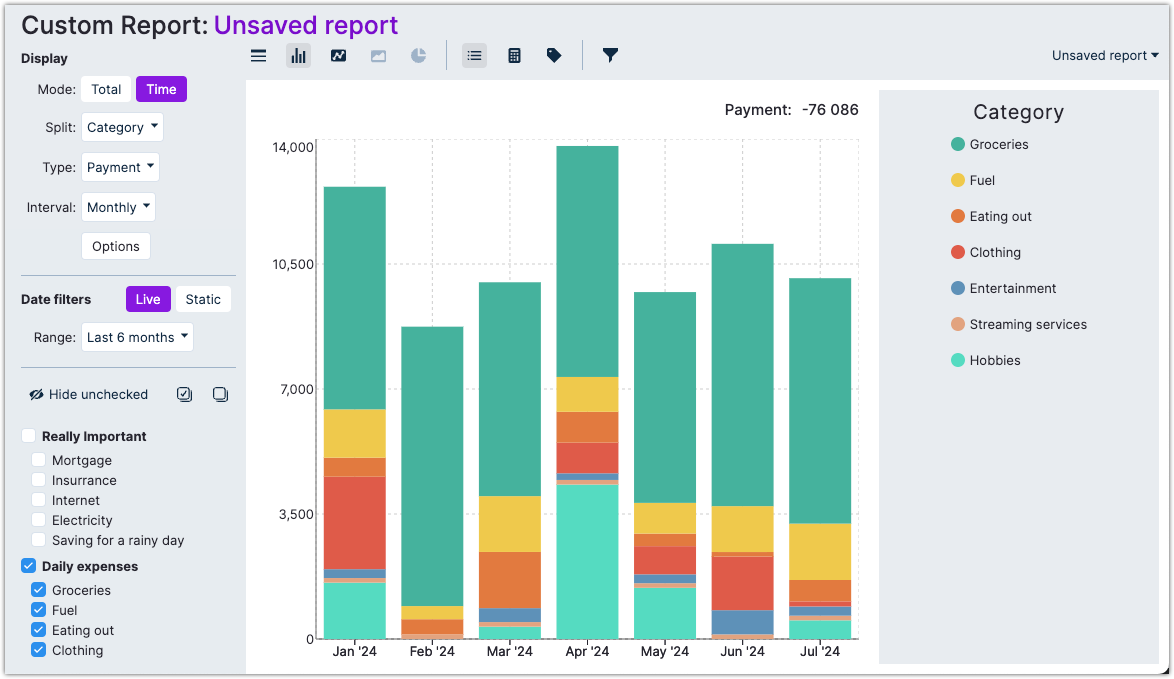 Custom Report: Unsaved report
Display
Mode: Total Time
Split: Category
Type: Payment
Interval: Monthly
Options
Date filters Live Static
Range: Last 6 months
Hide unchecked
Really Important
Mortgage
Insurrance
Internet
Electricity
Saving for a rainy day
Daily expenses
Groceries
Fuel
Eating out
Clothing
Unsaved report
Payment: -76 086
14,000
10,500
7,000
3,500
0
Jan '24 Feb '24 Mar '24 Apr '24 May '24 Jun '24 Jul '24
Category
Groceries
Fuel
Eating out
Clothing
Entertainment
Streaming services
Hobbies